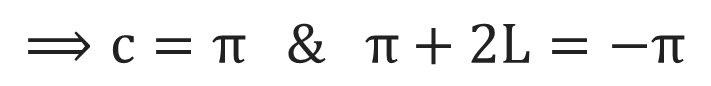 ⟹ c = π & π + 2L = −π